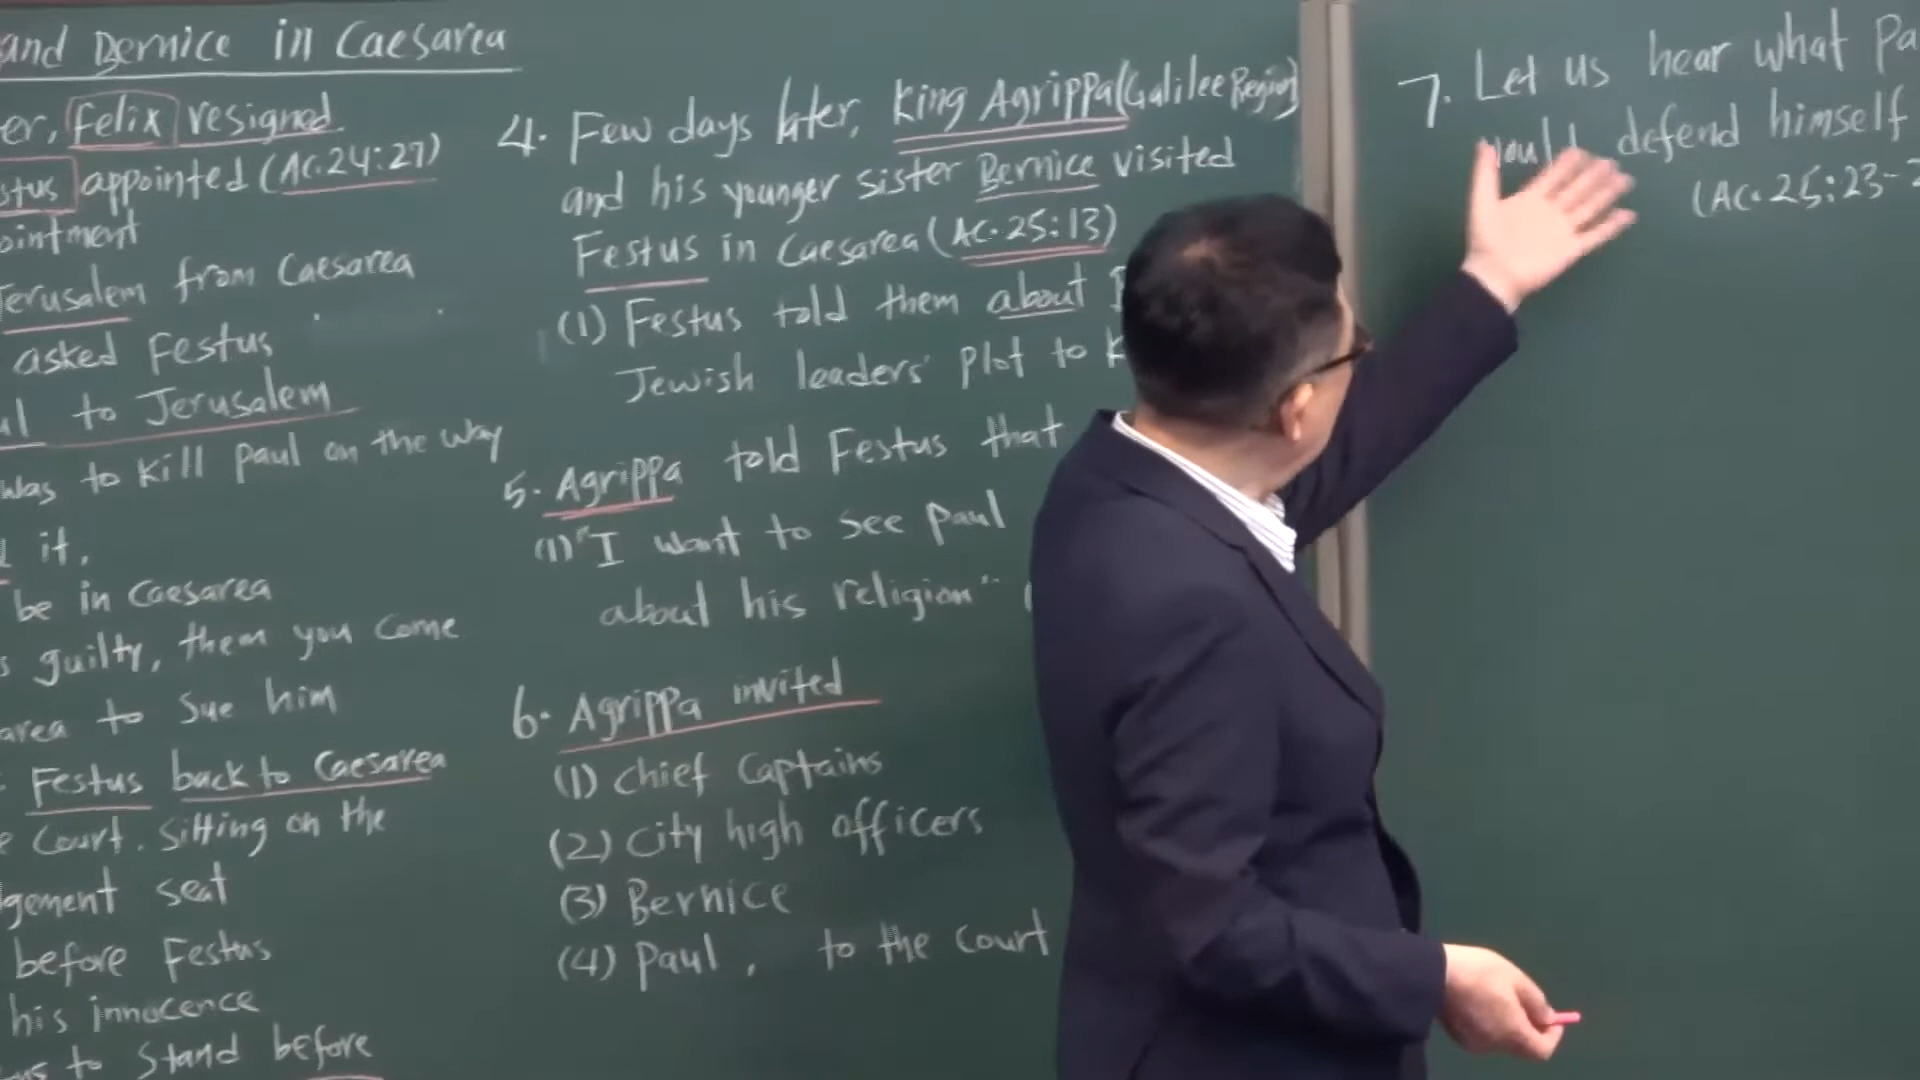 and Bernice in Caesarea
er, Felix resigned
stus appointed (Ac.24:27)
ointment
Jerusalem from Caesarea
asked Festus
ul to Jerusalem
was to kill Paul on the way
it.
be in Caesarea
s guilty, them you come
area to sue him
Festus back to Caesarea
e Court. Sitting on the
gement seat
before Festus
his innocence
us to Stand before
4. Few days later, King Agrippa (Galilee Region)
and his younger sister Bernice visited
Festus in Caesarea (Ac.25:13)
(1) Festus told them about
Jewish leaders' plot to k
5. Agrippa told Festus that
(1) "I want to see Paul
about his religion"
6. Agrippa invited
(1) Chief Captains
(2) City high officers
(3) Bernice
(4) Paul, to the court
7. Let us hear what Pa
would defend himself
(Ac.25:23-2